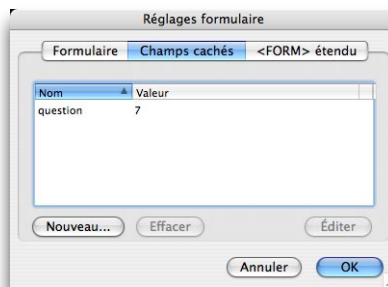 Réglages formulaire
Formulaire Champs cachés <FORM> étendu
Nom Valeur
question 7
Nouveau... Effacer Éditer
Annuler OK